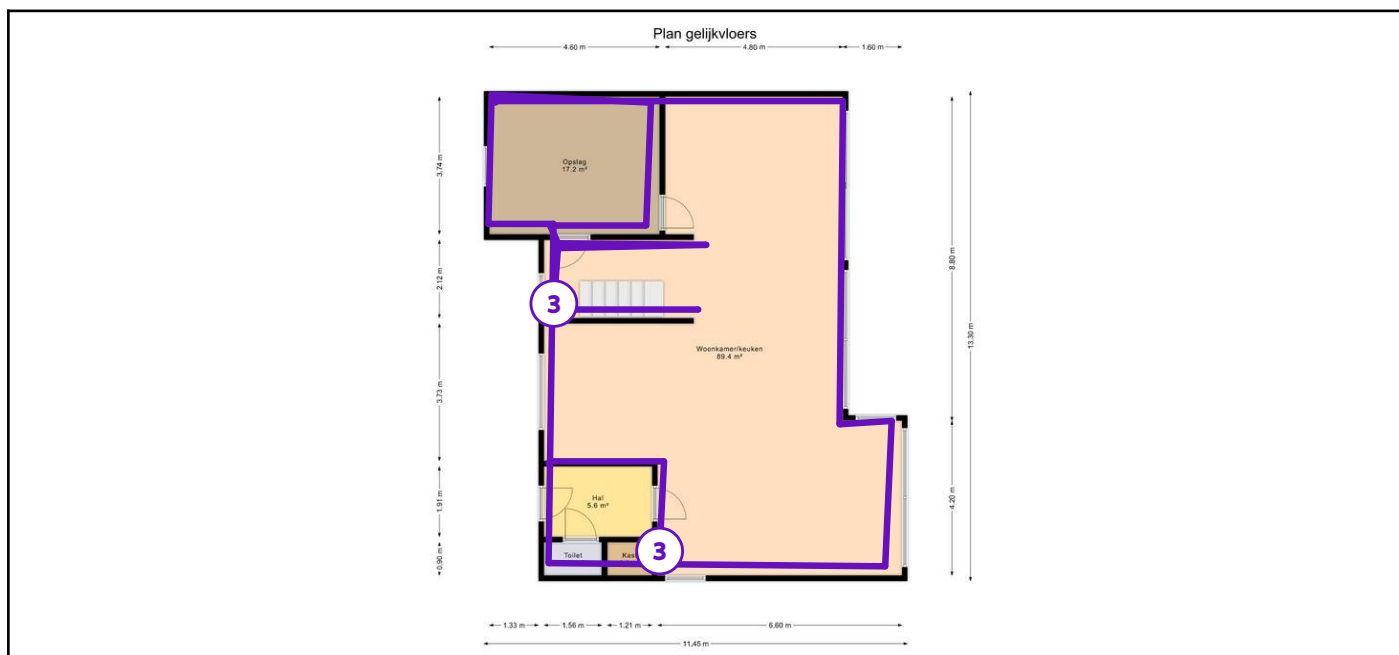 Plan gelijkvloers
4.60 m
4.80 m
1.60 m
3.74 m
2.12 m
3.73 m
1.91 m
0.90 m
8.80 m
4.20 m
13.30 m
Opslag
17.2 m²
3
Woonkamer/keuken
89.4 m²
Hal
5.6 m²
Toilet
Kas
3
1.33 m
1.56 m
1.21 m
6.60 m
11.45 m